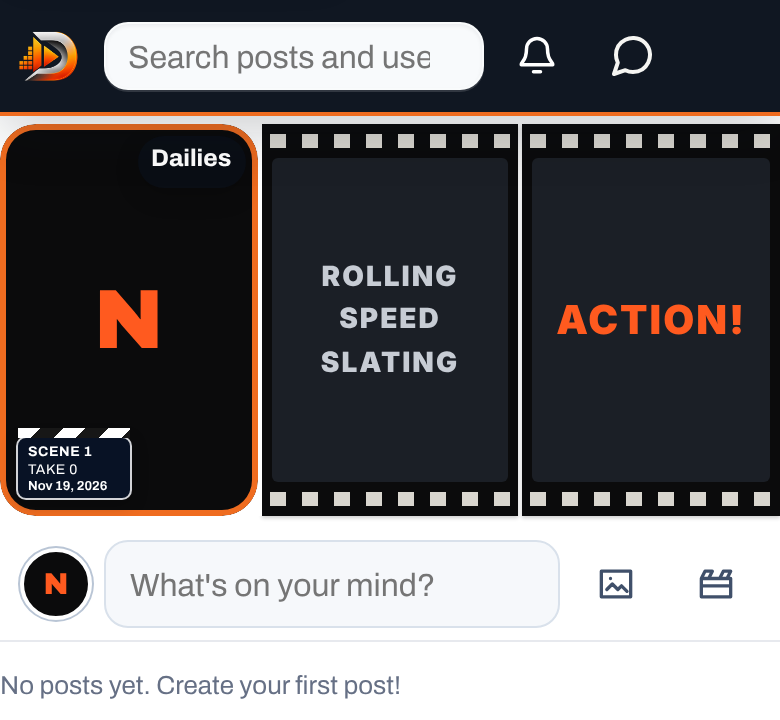 Search posts and use
Dailies
N
SCENE 1
TAKE 0
Nov 19, 2026
ROLLING
SPEED
SLATING
ACTION!
N
What's on your mind?
No posts yet. Create your first post!